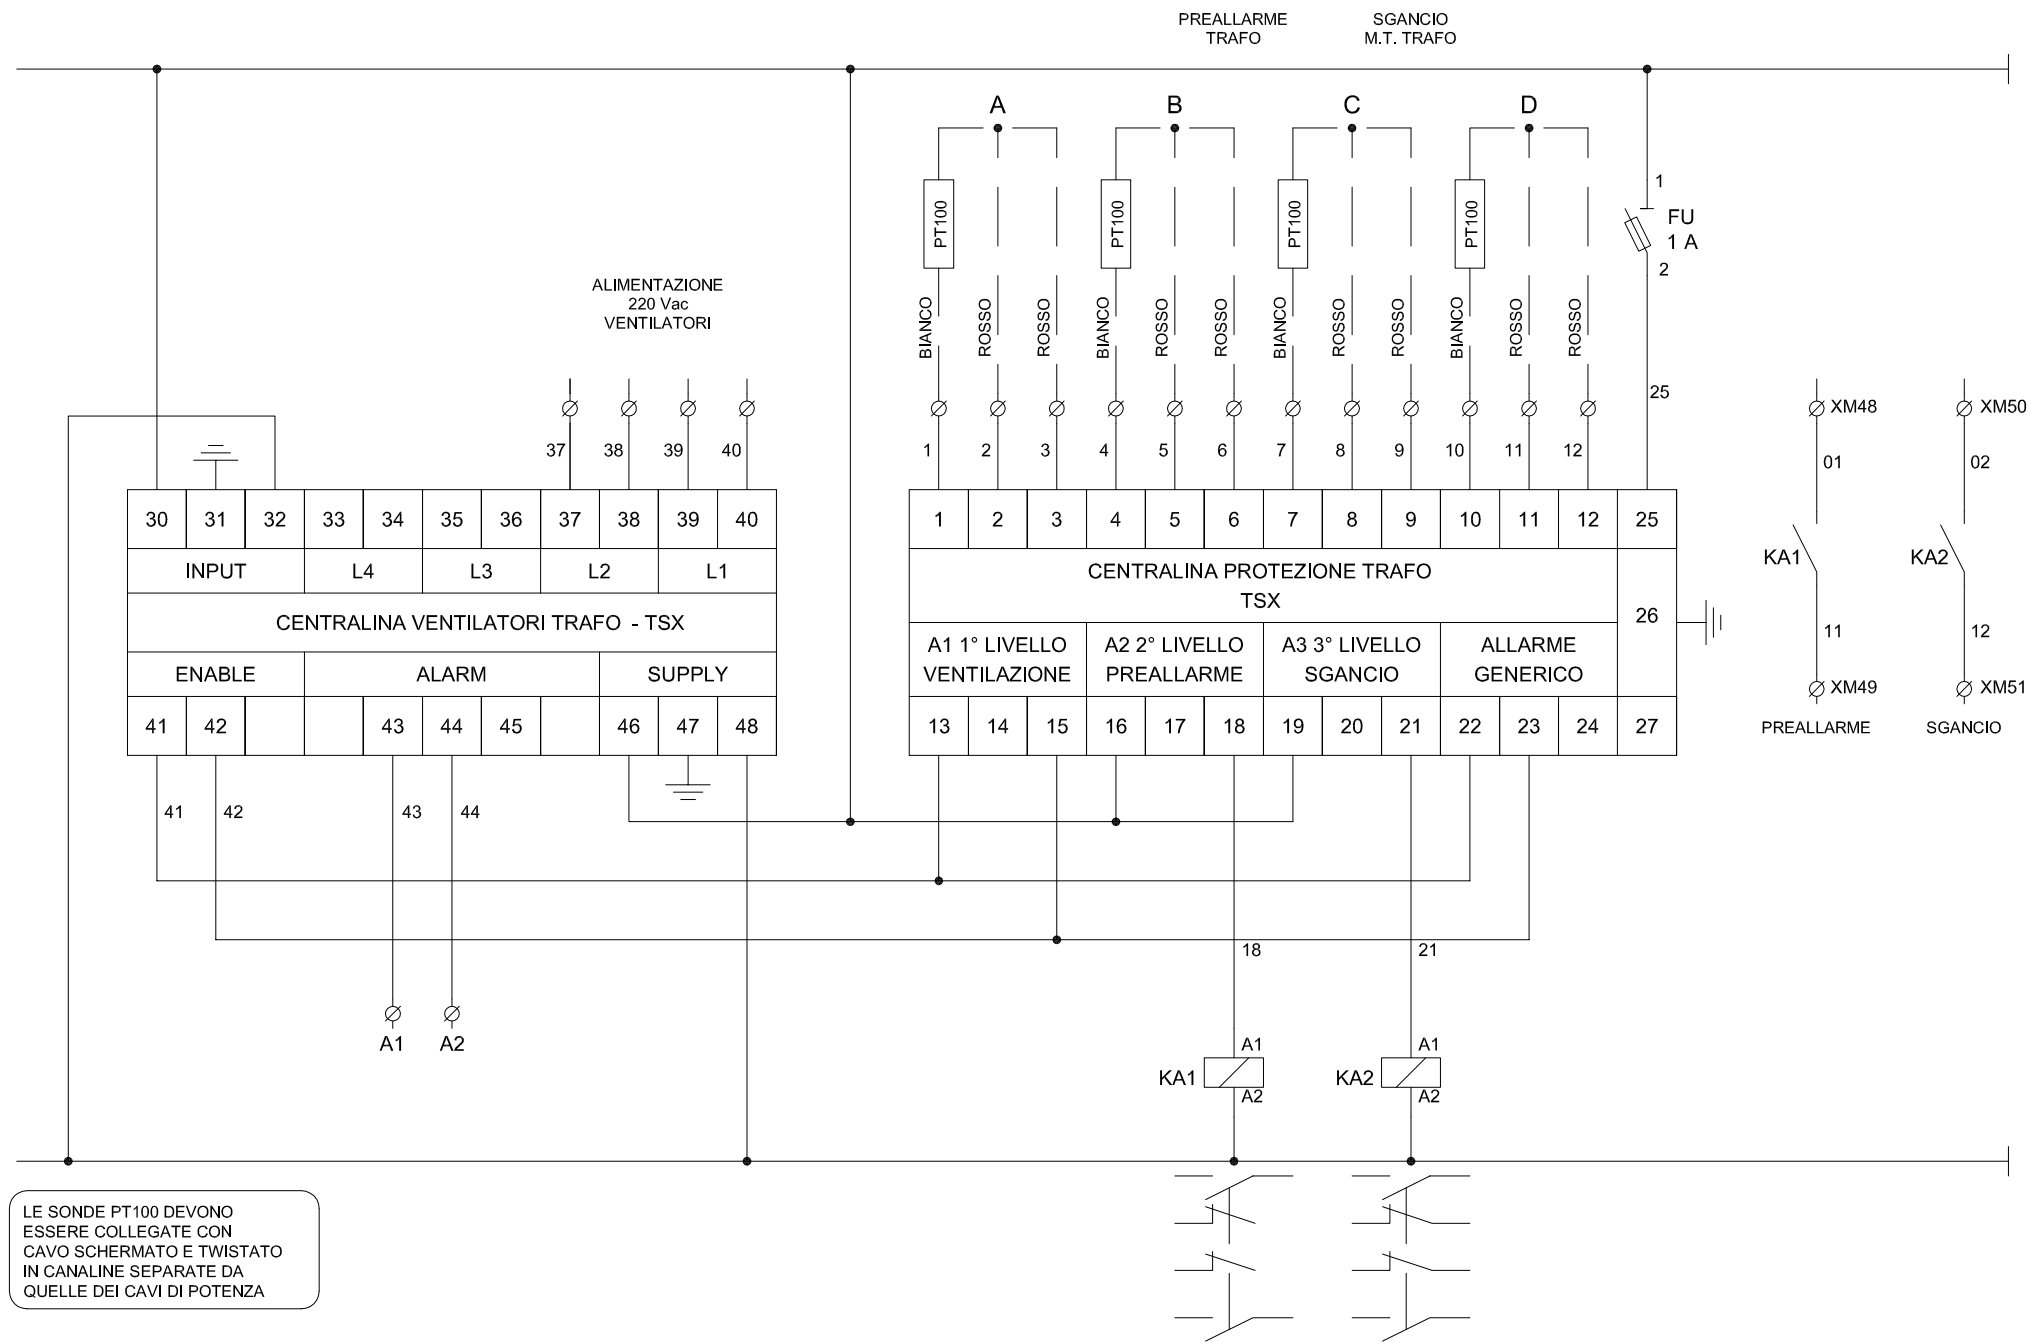 PREALLARME
TRAFO
SGANCIO
M.T. TRAFO
A B C D
1
FU
1 A
2
PT100 PT100 PT100 PT100
ALIMENTAZIONE
220 Vac
VENTILATORI
BIANCO ROSSO ROSSO BIANCO ROSSO ROSSO BIANCO ROSSO ROSSO BIANCO ROSSO ROSSO
25
XM48 XM50
37 38 39 40
1 2 3 4 5 6 7 8 9 10 11 12
01 02
30 31 32 33 34 35 36 37 38 39 40
INPUT L4 L3 L2 L1
CENTRALINA VENTILATORI TRAFO - TSX
ENABLE ALARM SUPPLY
41 42 43 44 45 46 47 48
1 2 3 4 5 6 7 8 9 10 11 12 25
CENTRALINA PROTEZIONE TRAFO
TSX
26
A1 1° LIVELLO
VENTILAZIONE
A2 2° LIVELLO
PREALLARME
A3 3° LIVELLO
SGANCIO
ALLARME
GENERICO
13 14 15 16 17 18 19 20 21 22 23 24 27
KA1 KA2
11 12
XM49 XM51
PREALLARME SGANCIO
41 42 43 44
18 21
A1 A2
A1 A1
KA1 KA2
A2 A2
LE SONDE PT100 DEVONO
ESSERE COLLEGATE CON
CAVO SCHERMATO E TWISTATO
IN CANALINE SEPARATE DA
QUELLE DEI CAVI DI POTENZA